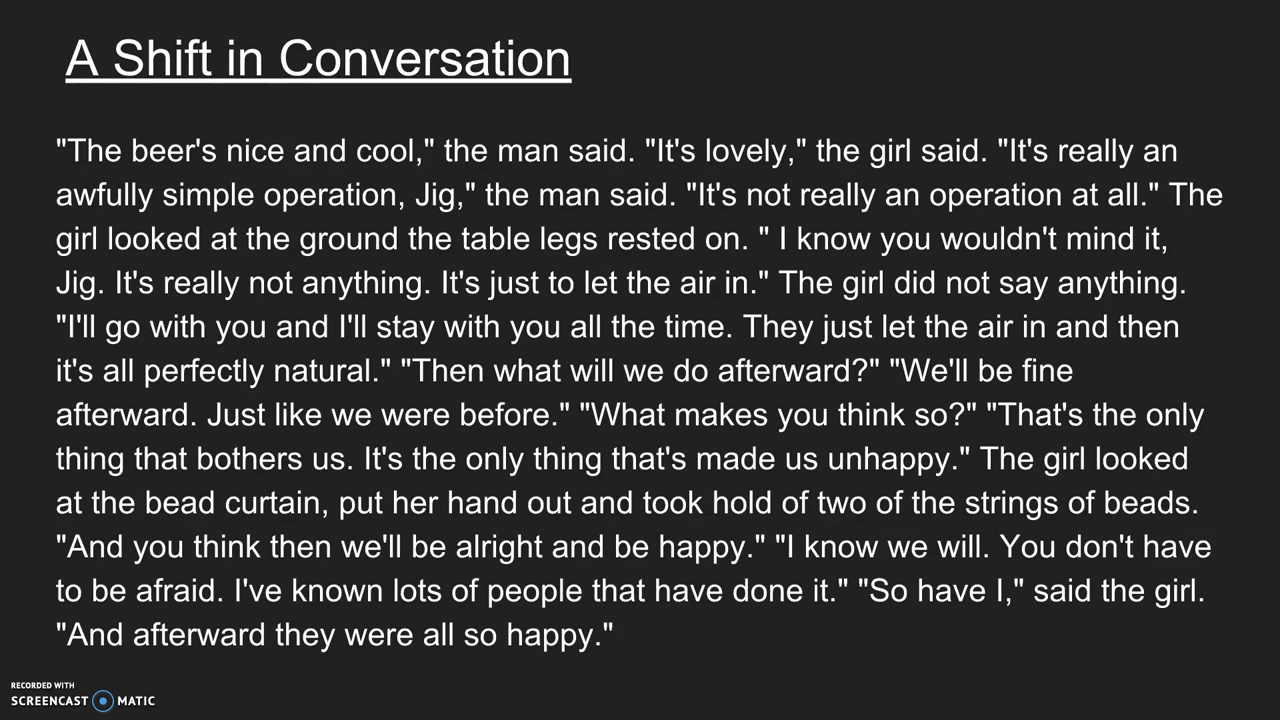 A Shift in Conversation
"The beer's nice and cool," the man said. "It's lovely," the girl said. "It's really an
awfully simple operation, Jig," the man said. "It's not really an operation at all." The
girl looked at the ground the table legs rested on. " I know you wouldn't mind it,
Jig. It's really not anything. It's just to let the air in." The girl did not say anything.
"I'll go with you and I'll stay with you all the time. They just let the air in and then
it's all perfectly natural." "Then what will we do afterward?" "We'll be fine
afterward. Just like we were before." "What makes you think so?" "That's the only
thing that bothers us. It's the only thing that's made us unhappy." The girl looked
at the bead curtain, put her hand out and took hold of two of the strings of beads.
"And you think then we'll be alright and be happy." "I know we will. You don't have
to be afraid. I've known lots of people that have done it." "So have I," said the girl.
"And afterward they were all so happy."
RECORDED WITH
SCREENCAST MATIC